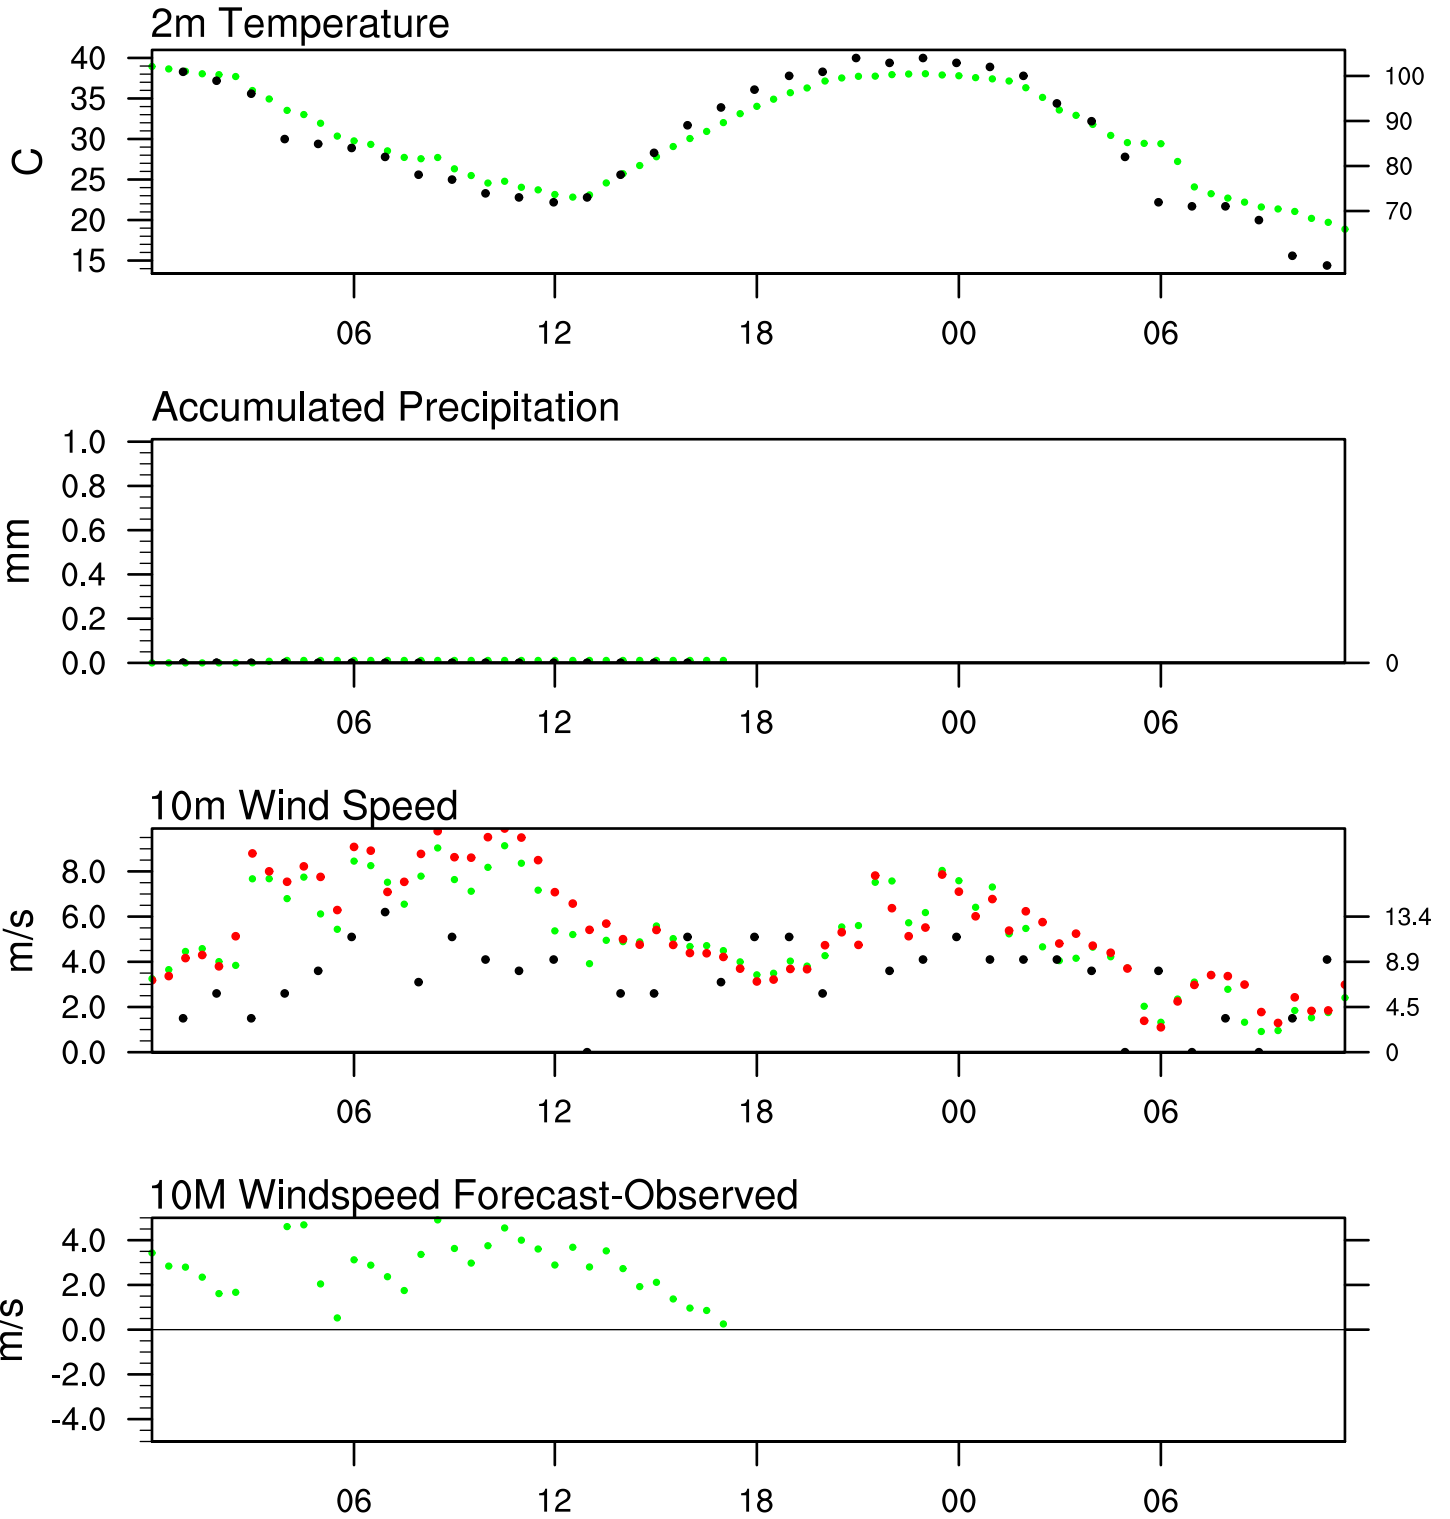 2m Temperature
40
35
30
25
20
15
C
100
90
80
70
06 12 18 00 06
Accumulated Precipitation
1.0
0.8
0.6
0.4
0.2
0.0
mm
0
06 12 18 00 06
10m Wind Speed
8.0
6.0
4.0
2.0
0.0
m/s
13.4
8.9
4.5
0
06 12 18 00 06
10M Windspeed Forecast-Observed
4.0
2.0
0.0
-2.0
-4.0
m/s
06 12 18 00 06